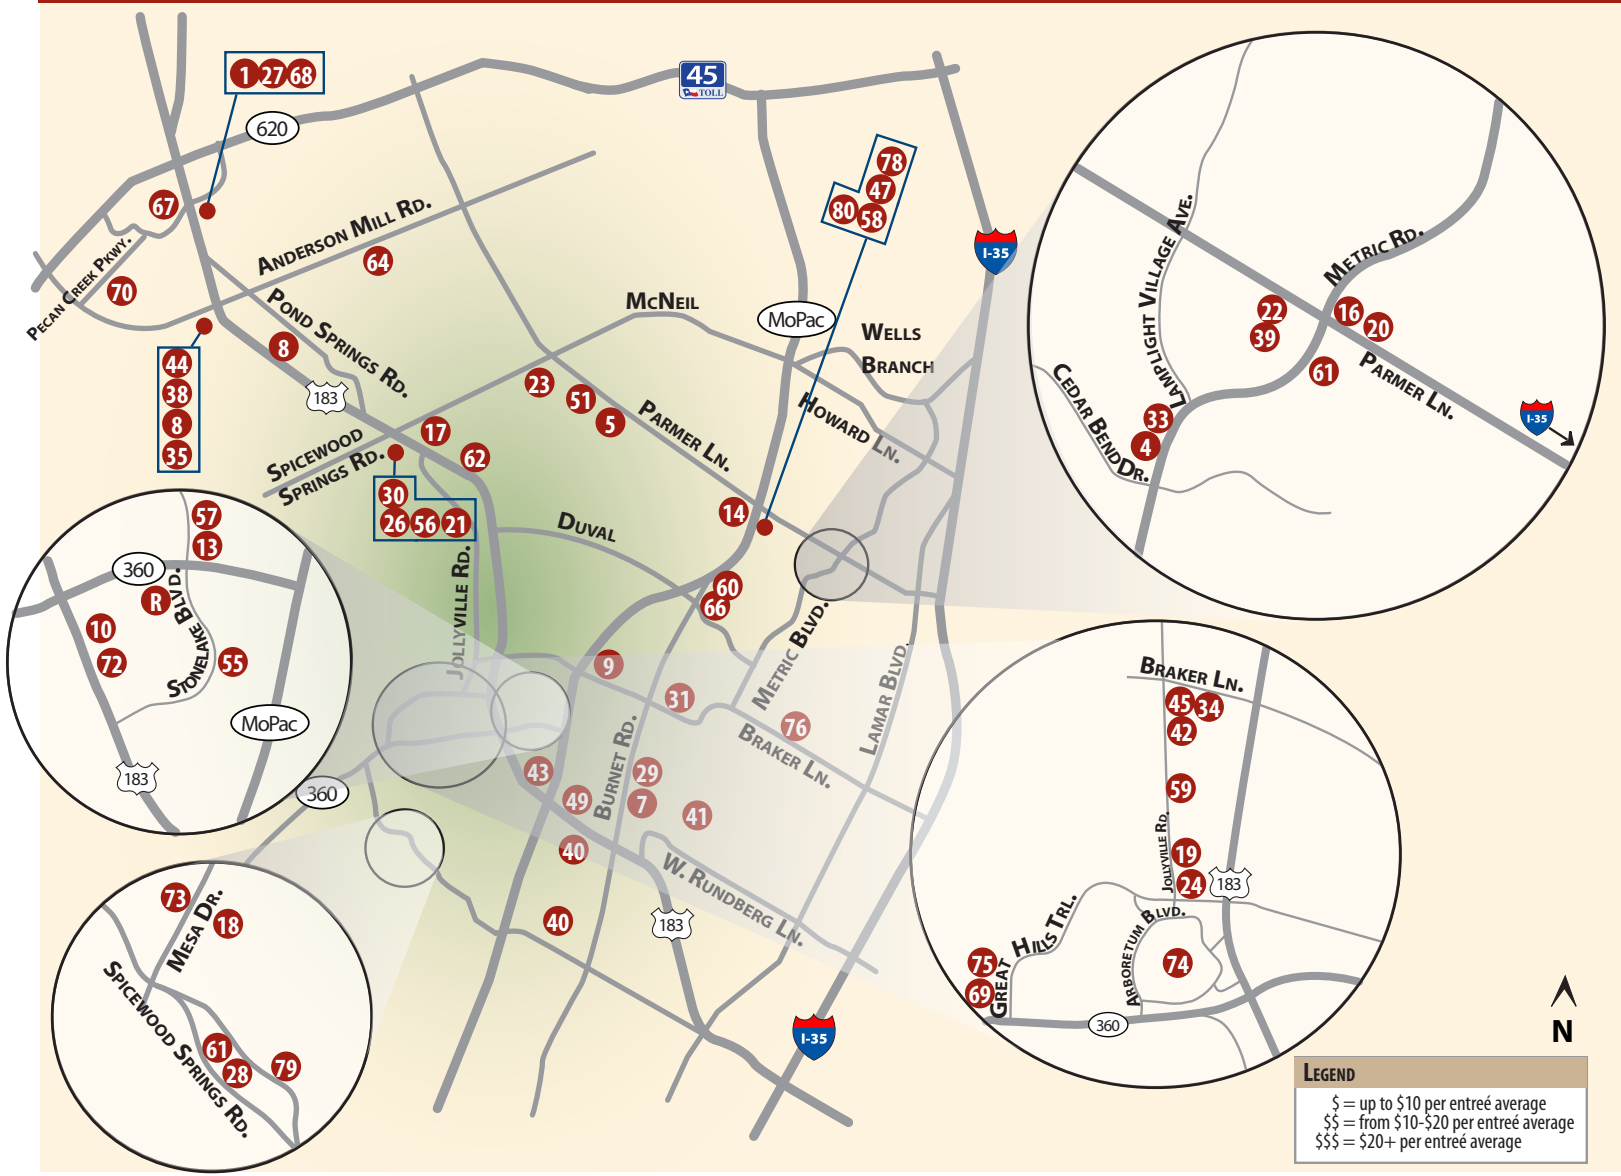 1 27 68
620
45
TOLL
67
PECAN CREEK PKWY.
70
ANDERSON MILL RD.
64
POND SPRINGS RD.
8
183
44
38
8
35
MCNEIL
MoPac
78
47
80 58
I-35
WELLS
BRANCH
HOWARD LN.
23
51
5
PARMER LN.
17
62
SPICEWOOD
SPRINGS RD.
30
26 56 21
14
DUVAL
JOLLYVILLE RD.
60
66
METRIC BLVD.
LAMAR BLVD.
9
31
76
BRAKER LN.
BURNET RD.
43
29
49
7
41
40
W. RUNDBERG LN.
40
183
360
I-35
LAMPLIGHT VILLAGE AVE.
METRIC RD.
22
39
16
20
61
PARMER LN.
I-35
CEDAR BEND DR.
33
4
57
13
360
R
STONELAKE BLVD.
10
72
55
MoPac
183
73
MESA DR.
18
SPICEWOOD SPRINGS RD.
61
28
79
BRAKER LN.
45 34
42
59
JOLLYVILLE RD.
19
24
183
GREAT HILLS TRL.
ARBORETUM BLVD.
74
75
69
360
N
LEGEND
$ = up to $10 per entreé average
$$ = from $10-$20 per entreé average
$$$ = $20+ per entreé average